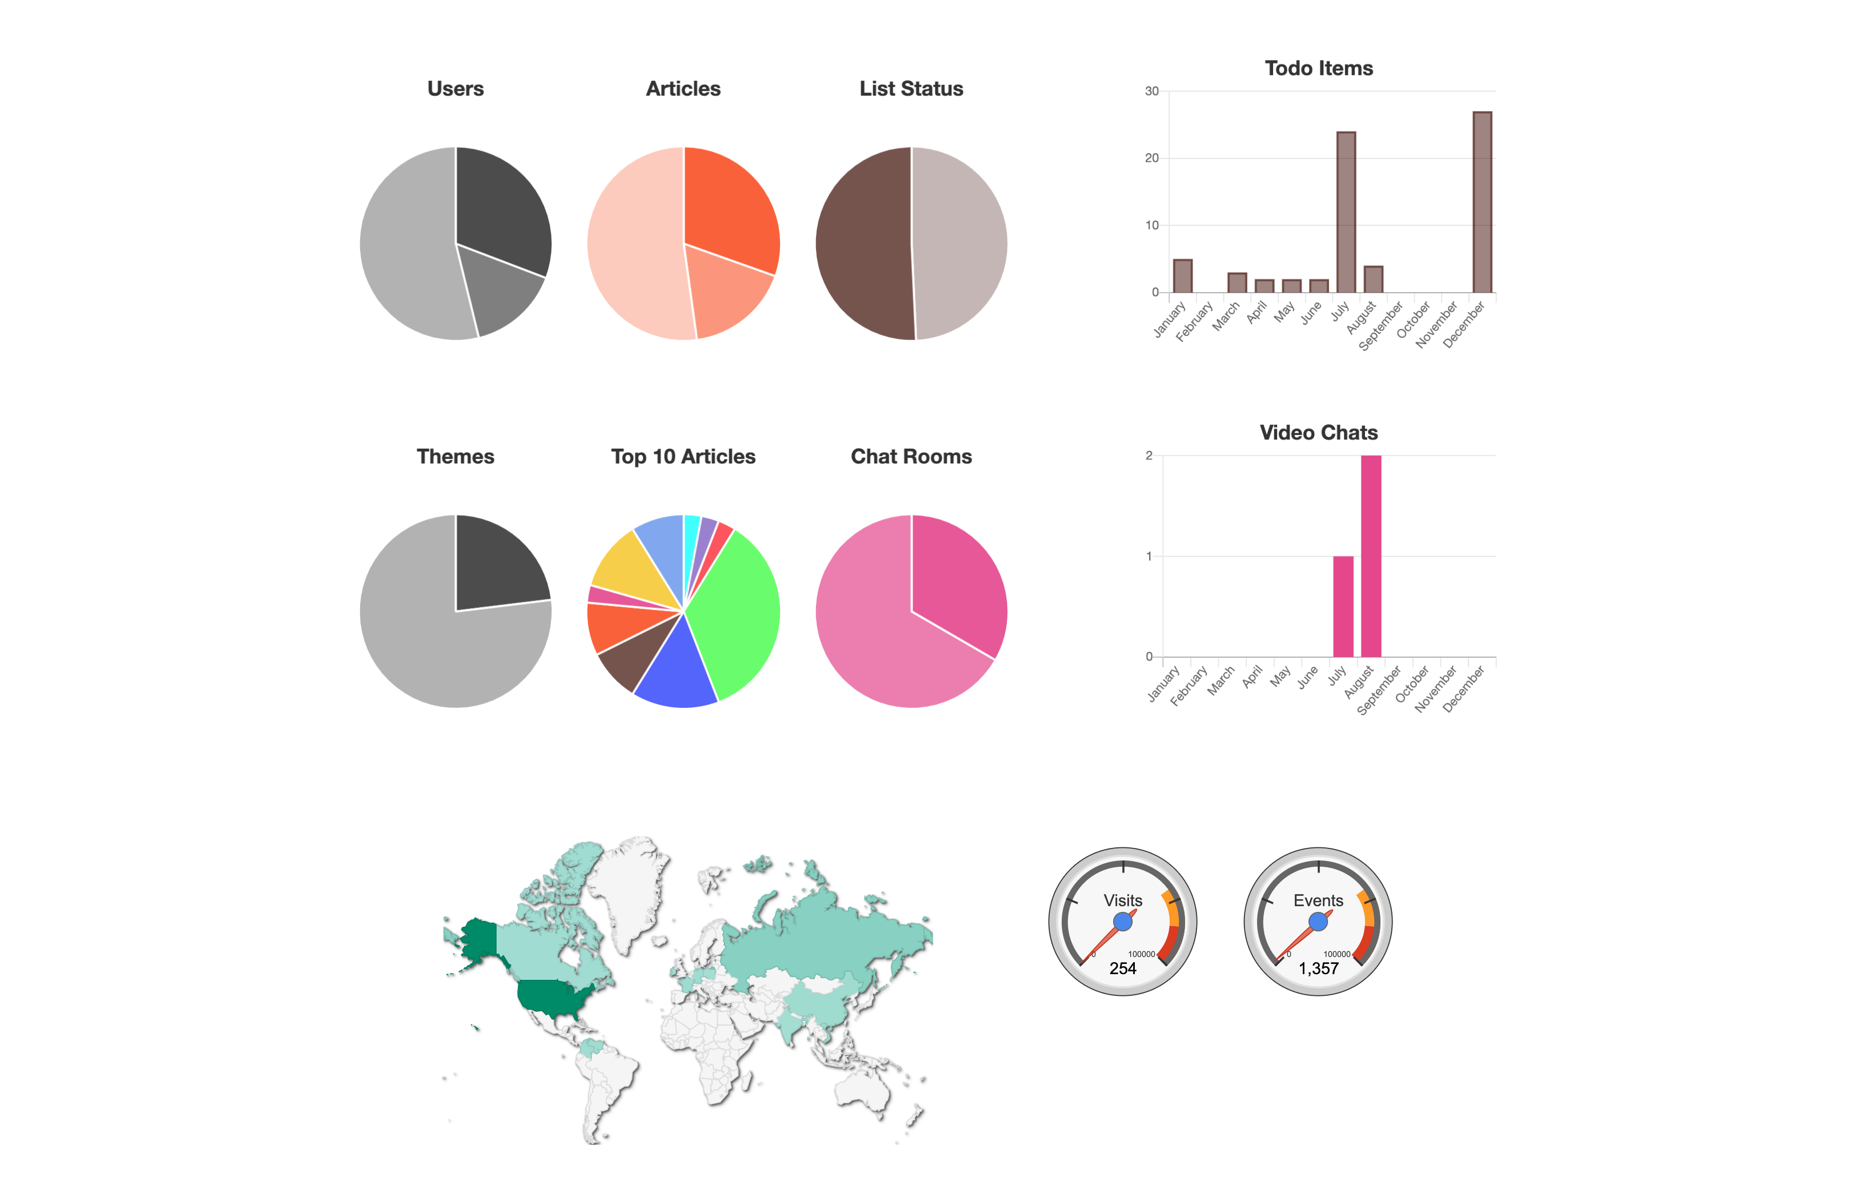 Users
Articles
List Status
Todo Items
30
20
10
0
January
February
March
April
May
June
July
August
September
October
November
December
Themes
Top 10 Articles
Chat Rooms
Video Chats
2
1
0
January
February
March
April
May
June
July
August
September
October
November
December
Visits
0
100000
254
Events
0
100000
1,357